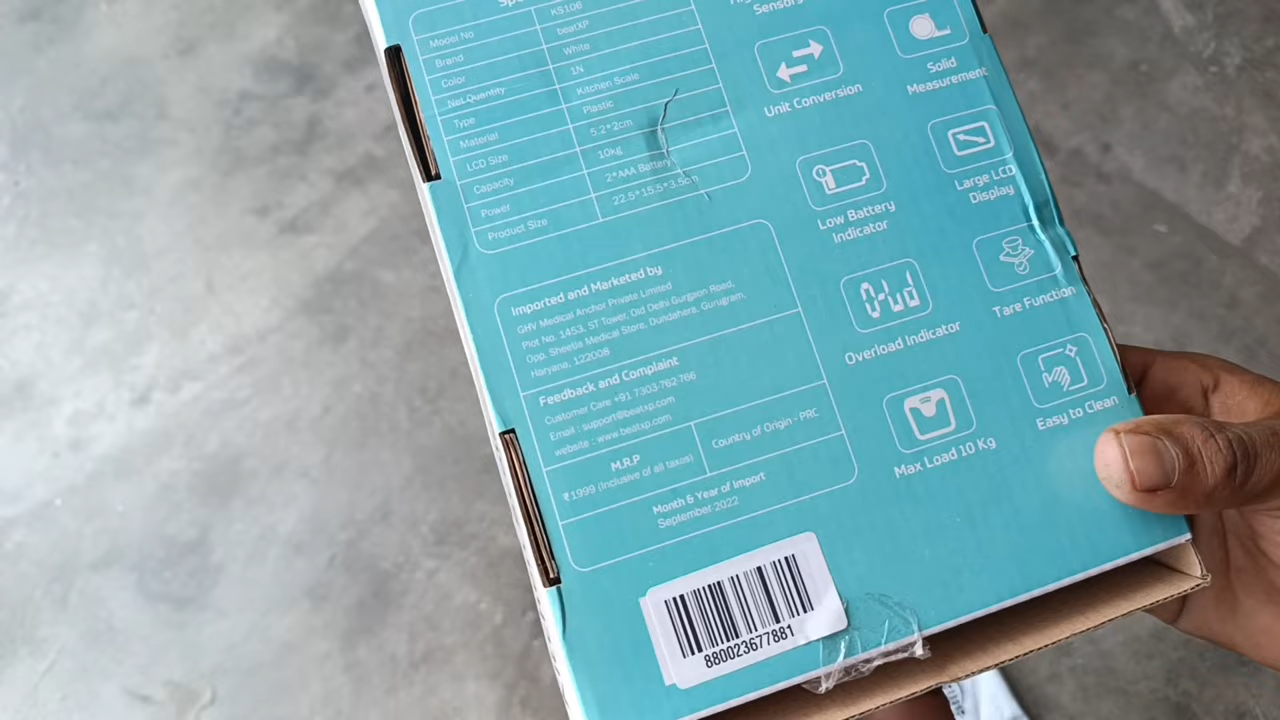 Model No KS106
Brand beatXP
Color White
Net Quantity 1N
Type Kitchen Scale
Material Plastic
LCD Size 5.2*2cm
Capacity 10kg
Power 2*AAA Battery
Product Size 22.5*15.5*3.5cm
Imported and Marketed by
GHV Medical Anchor Private Limited
Plot No. 1453, ST Tower, Old Delhi Gurgaon Road,
Opp. Sheetla Medical Store, Dundahera, Gurugram,
Haryana, 122008
Feedback and Complaint
Customer Care +91 7303-762-766
Email : support@beatxp.com
website : www.beatxp.com
M.R.P
₹1999 (Inclusive of all taxes)
Country of Origin - PRC
Month & Year of Import
September 2022
880023677881
Sensors
Unit Conversion
Solid
Measurement
Low Battery
Indicator
Large LCD
Display
0-Ld
Overload Indicator
Tare Function
Max Load 10 Kg
Easy to Clean